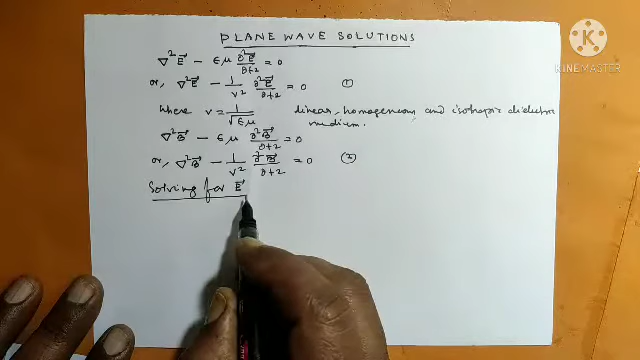 PLANE WAVE SOLUTIONS
∇²E⃗ − εμ ∂²E⃗/∂t² = 0
or, ∇²E⃗ − 1/v² ∂²E⃗/∂t² = 0 ①
where v = 1/√εμ linear, homogeneous and isotropic dielectric
medium.
∇²B⃗ − εμ ∂²B⃗/∂t² = 0
or, ∇²B⃗ − 1/v² ∂²B⃗/∂t² = 0 ②
Solving for E⃗
K
KINEMASTER